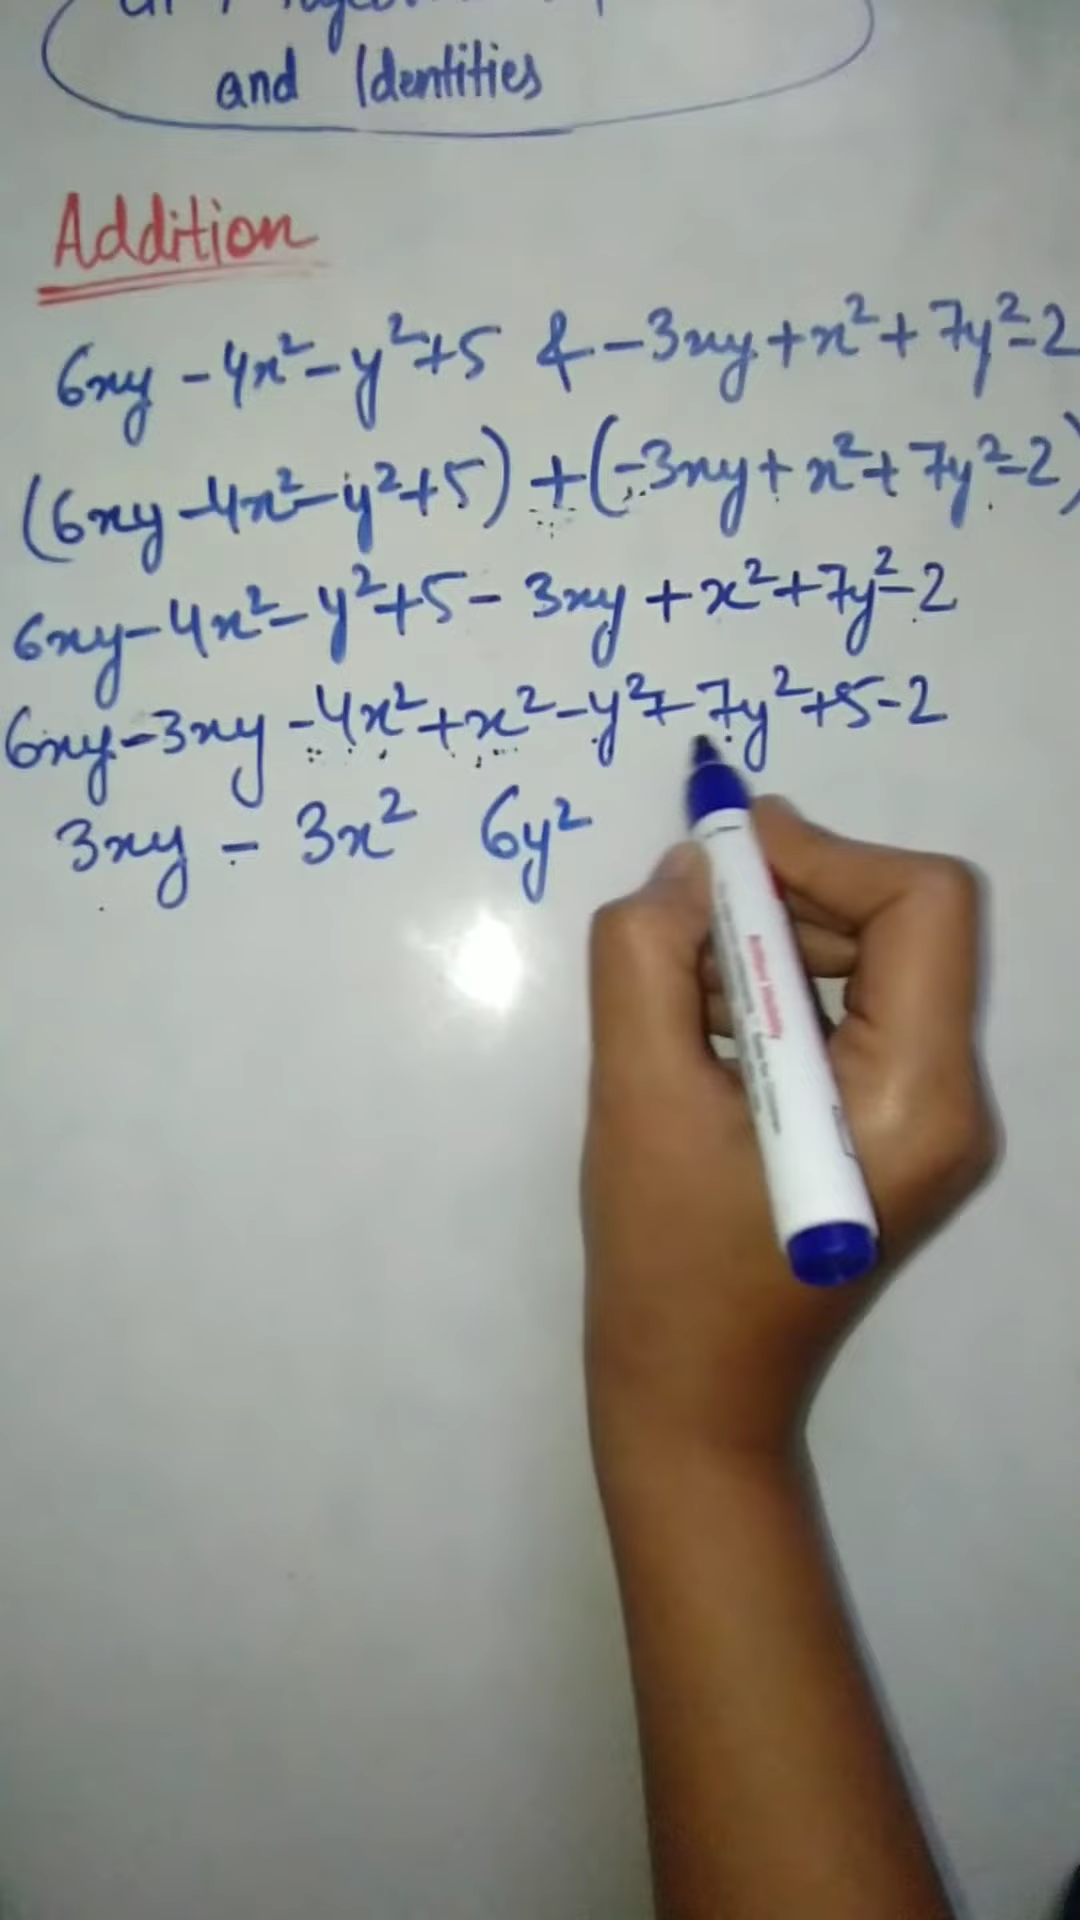 and Identities
Addition
6xy - 4x² - y² + 5 & - 3xy + x² + 7y² - 2
(6xy - 4x² - y² + 5) + (-3xy + x² + 7y² - 2)
6xy - 4x² - y² + 5 - 3xy + x² + 7y² - 2
6xy - 3xy - 4x² + x² - y² + 7y² + 5 - 2
3xy - 3x² 6y²